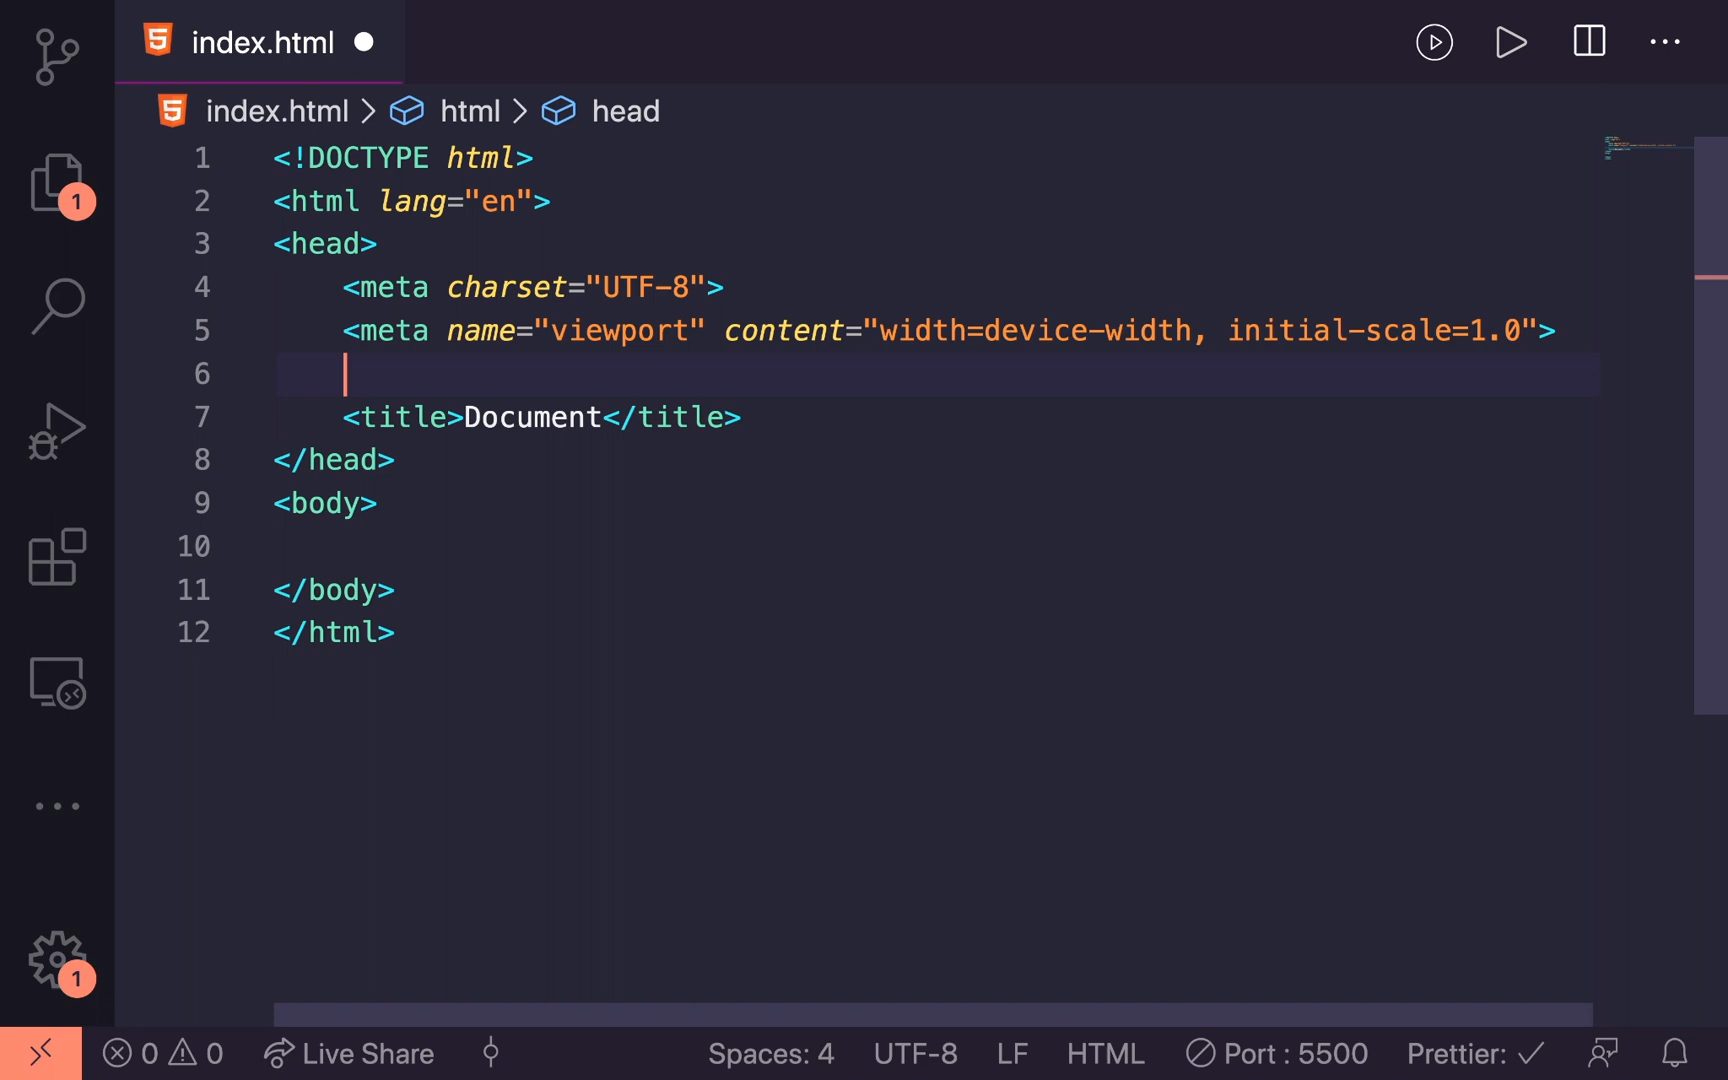 index.html
index.html > html > head
1 <!DOCTYPE html>
2 <html lang="en">
3 <head>
4 <meta charset="UTF-8">
5 <meta name="viewport" content="width=device-width, initial-scale=1.0">
6
7 <title>Document</title>
8 </head>
9 <body>
10
11 </body>
12 </html>
1
1
0 0 Live Share Spaces: 4 UTF-8 LF HTML Port : 5500 Prettier: ✓